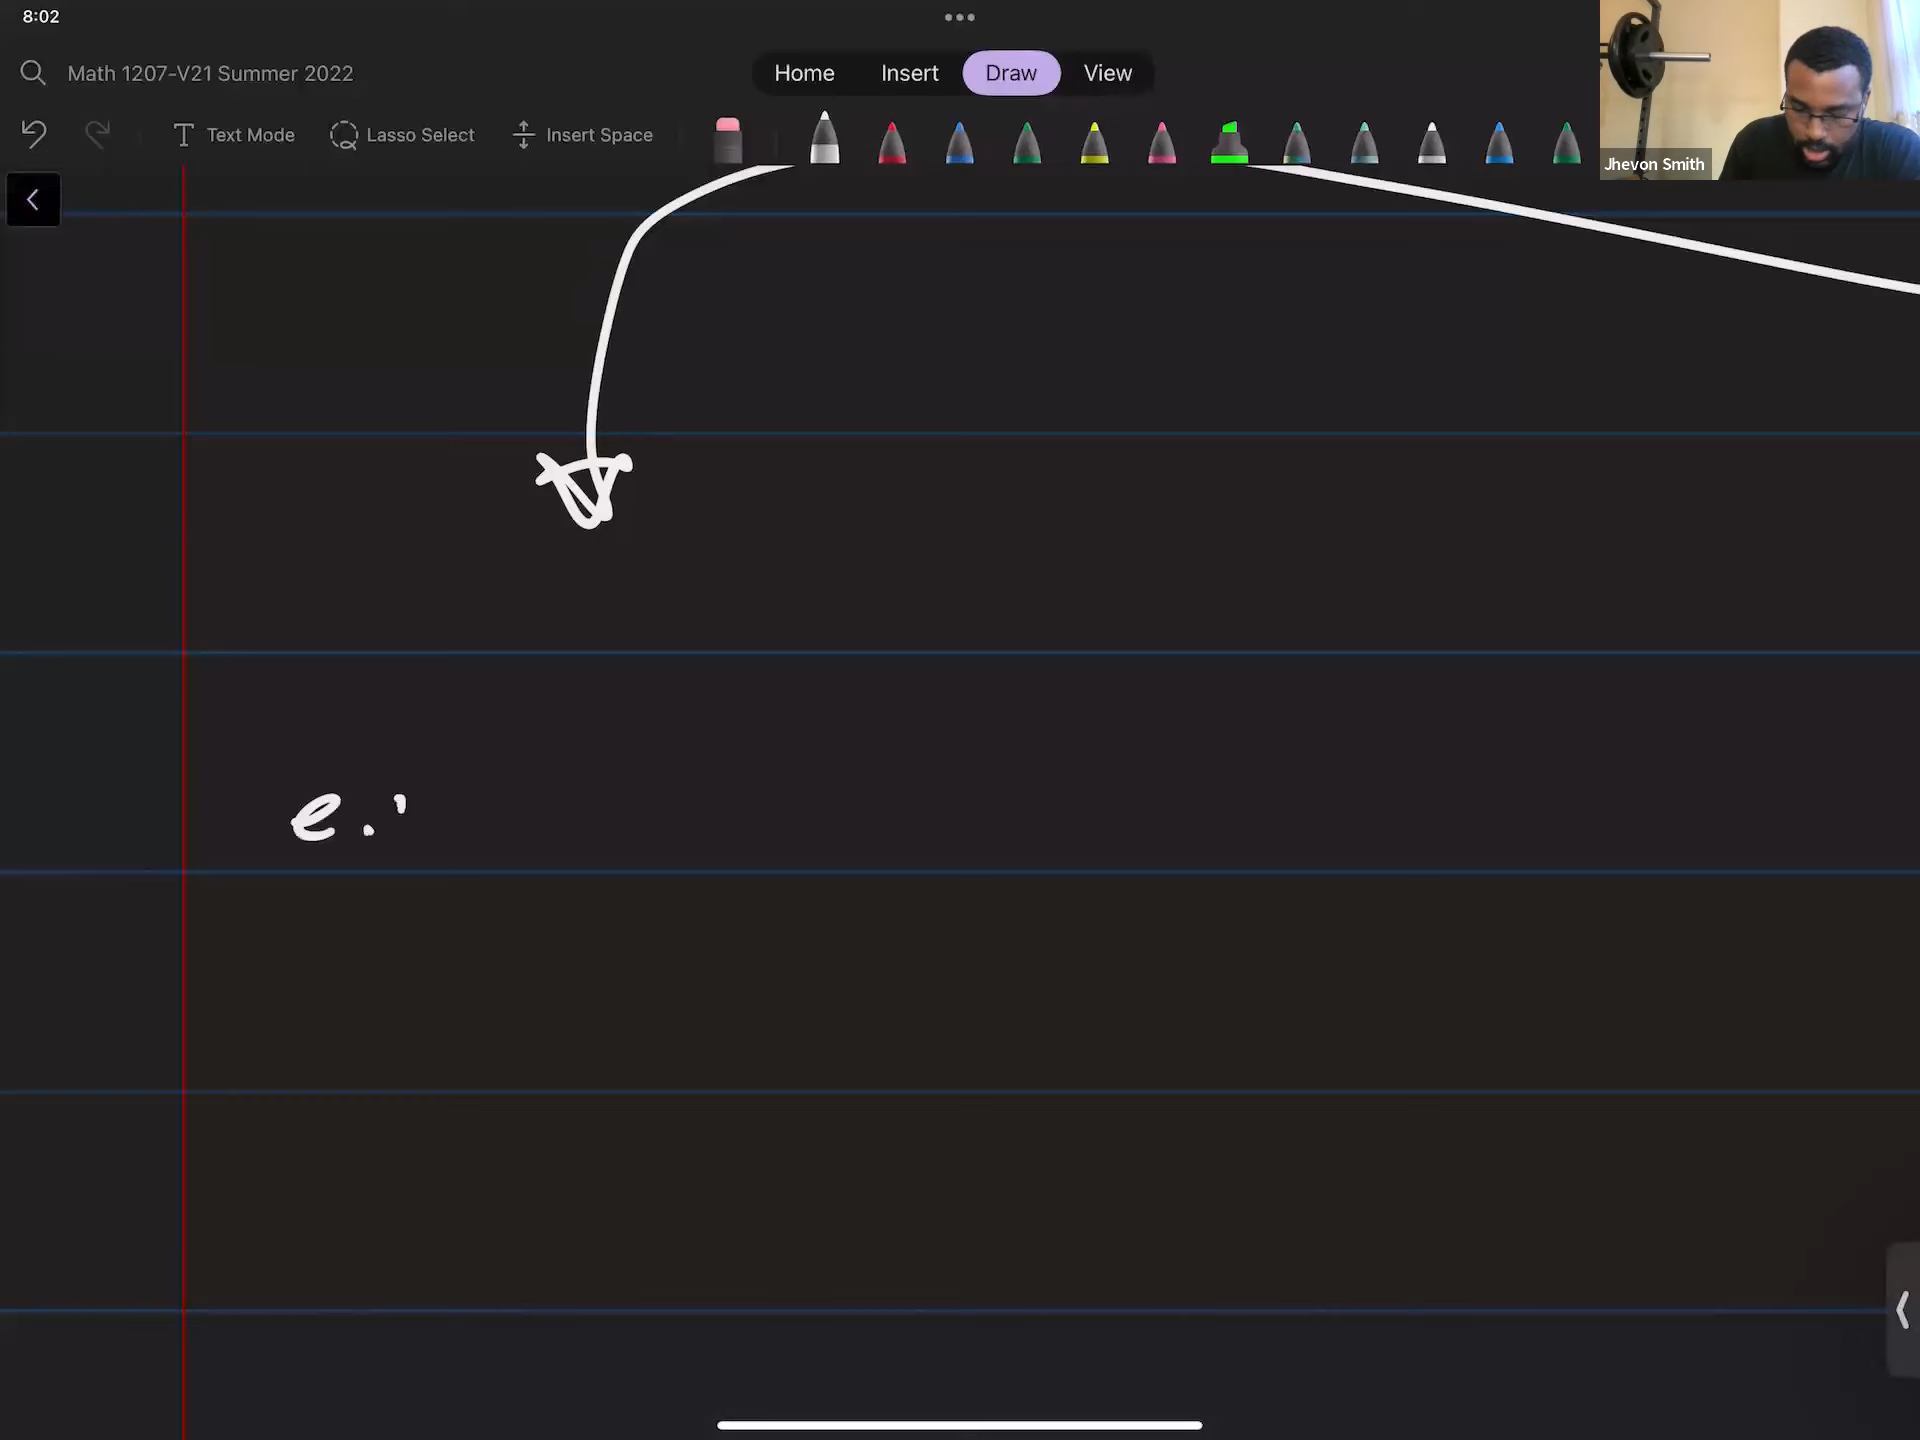 8:02
Math 1207-V21 Summer 2022
Home Insert Draw View
Text Mode Lasso Select Insert Space
Jhevon Smith
e.